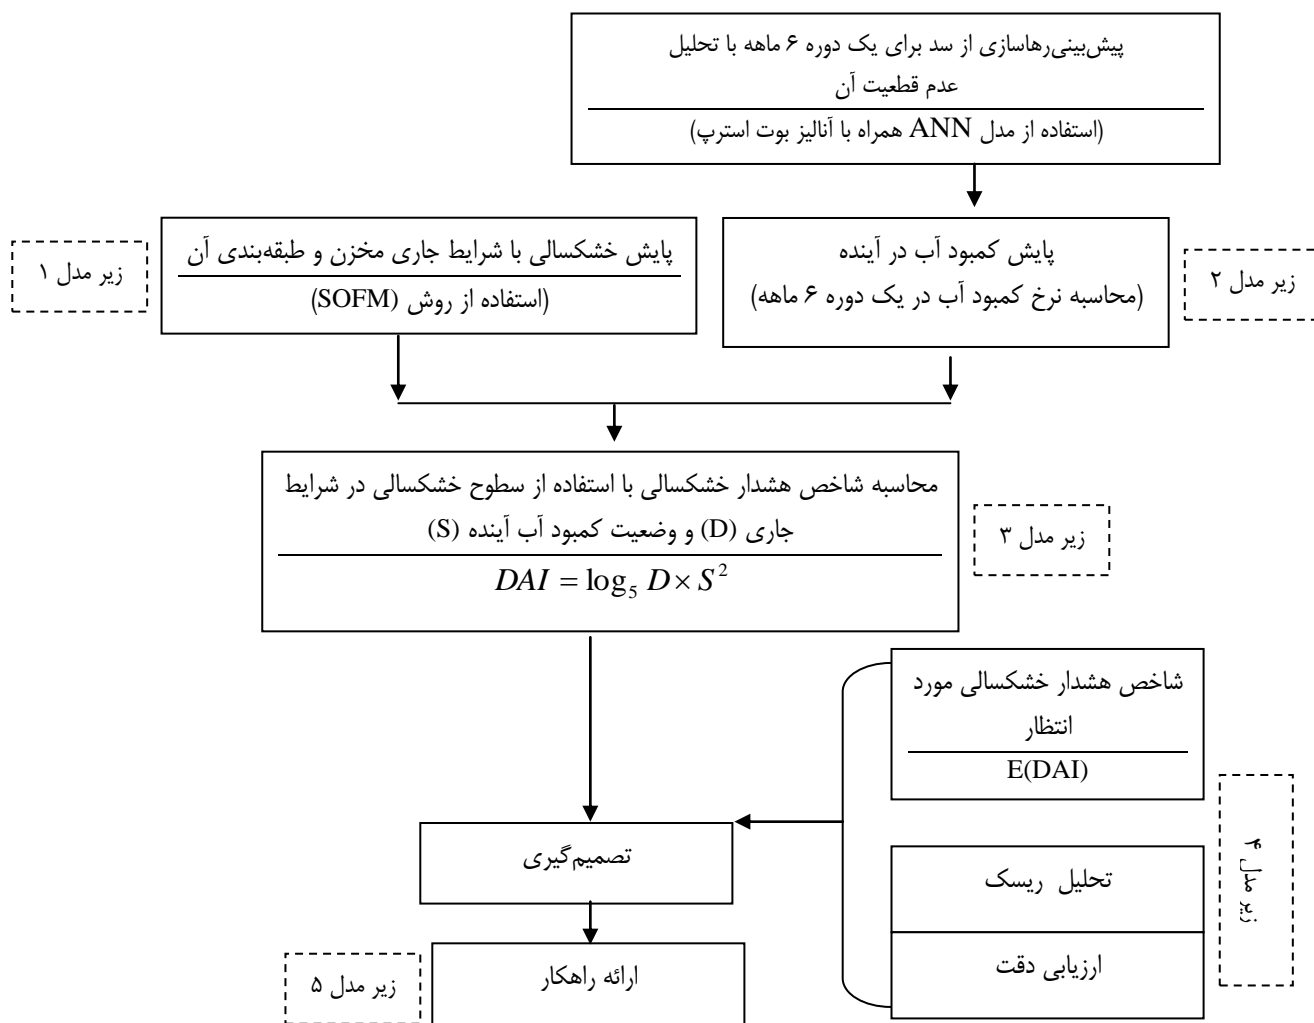 پیش‌بینی‌رهاسازی از سد برای یک دوره ۶ ماهه با تحلیل
عدم قطعیت آن
(استفاده از مدل ANN همراه با آنالیز بوت استرپ)
زیر مدل ۱
پایش خشکسالی با شرایط جاری مخزن و طبقه‌بندی آن
(استفاده از روش SOFM)
زیر مدل ۲
پایش کمبود آب در آینده
(محاسبه نرخ کمبود آب در یک دوره ۶ ماهه)
زیر مدل ۳
محاسبه شاخص هشدار خشکسالی با استفاده از سطوح خشکسالی در شرایط
جاری (D) و وضعیت کمبود آب آینده (S)
DAI = log₅ D × S²
زیر مدل ۴
شاخص هشدار خشکسالی مورد
انتظار
E(DAI)
تحلیل ریسک
ارزیابی دقت
تصمیم‌گیری
زیر مدل ۵
ارائه راهکار